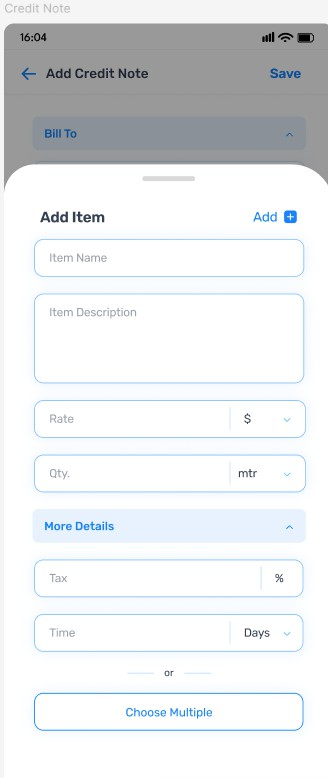 Credit Note
16:04
Add Credit Note Save
Bill To
Add Item Add
Item Name
Item Description
Rate $
Qty. mtr
More Details
Tax %
Time Days
or
Choose Multiple